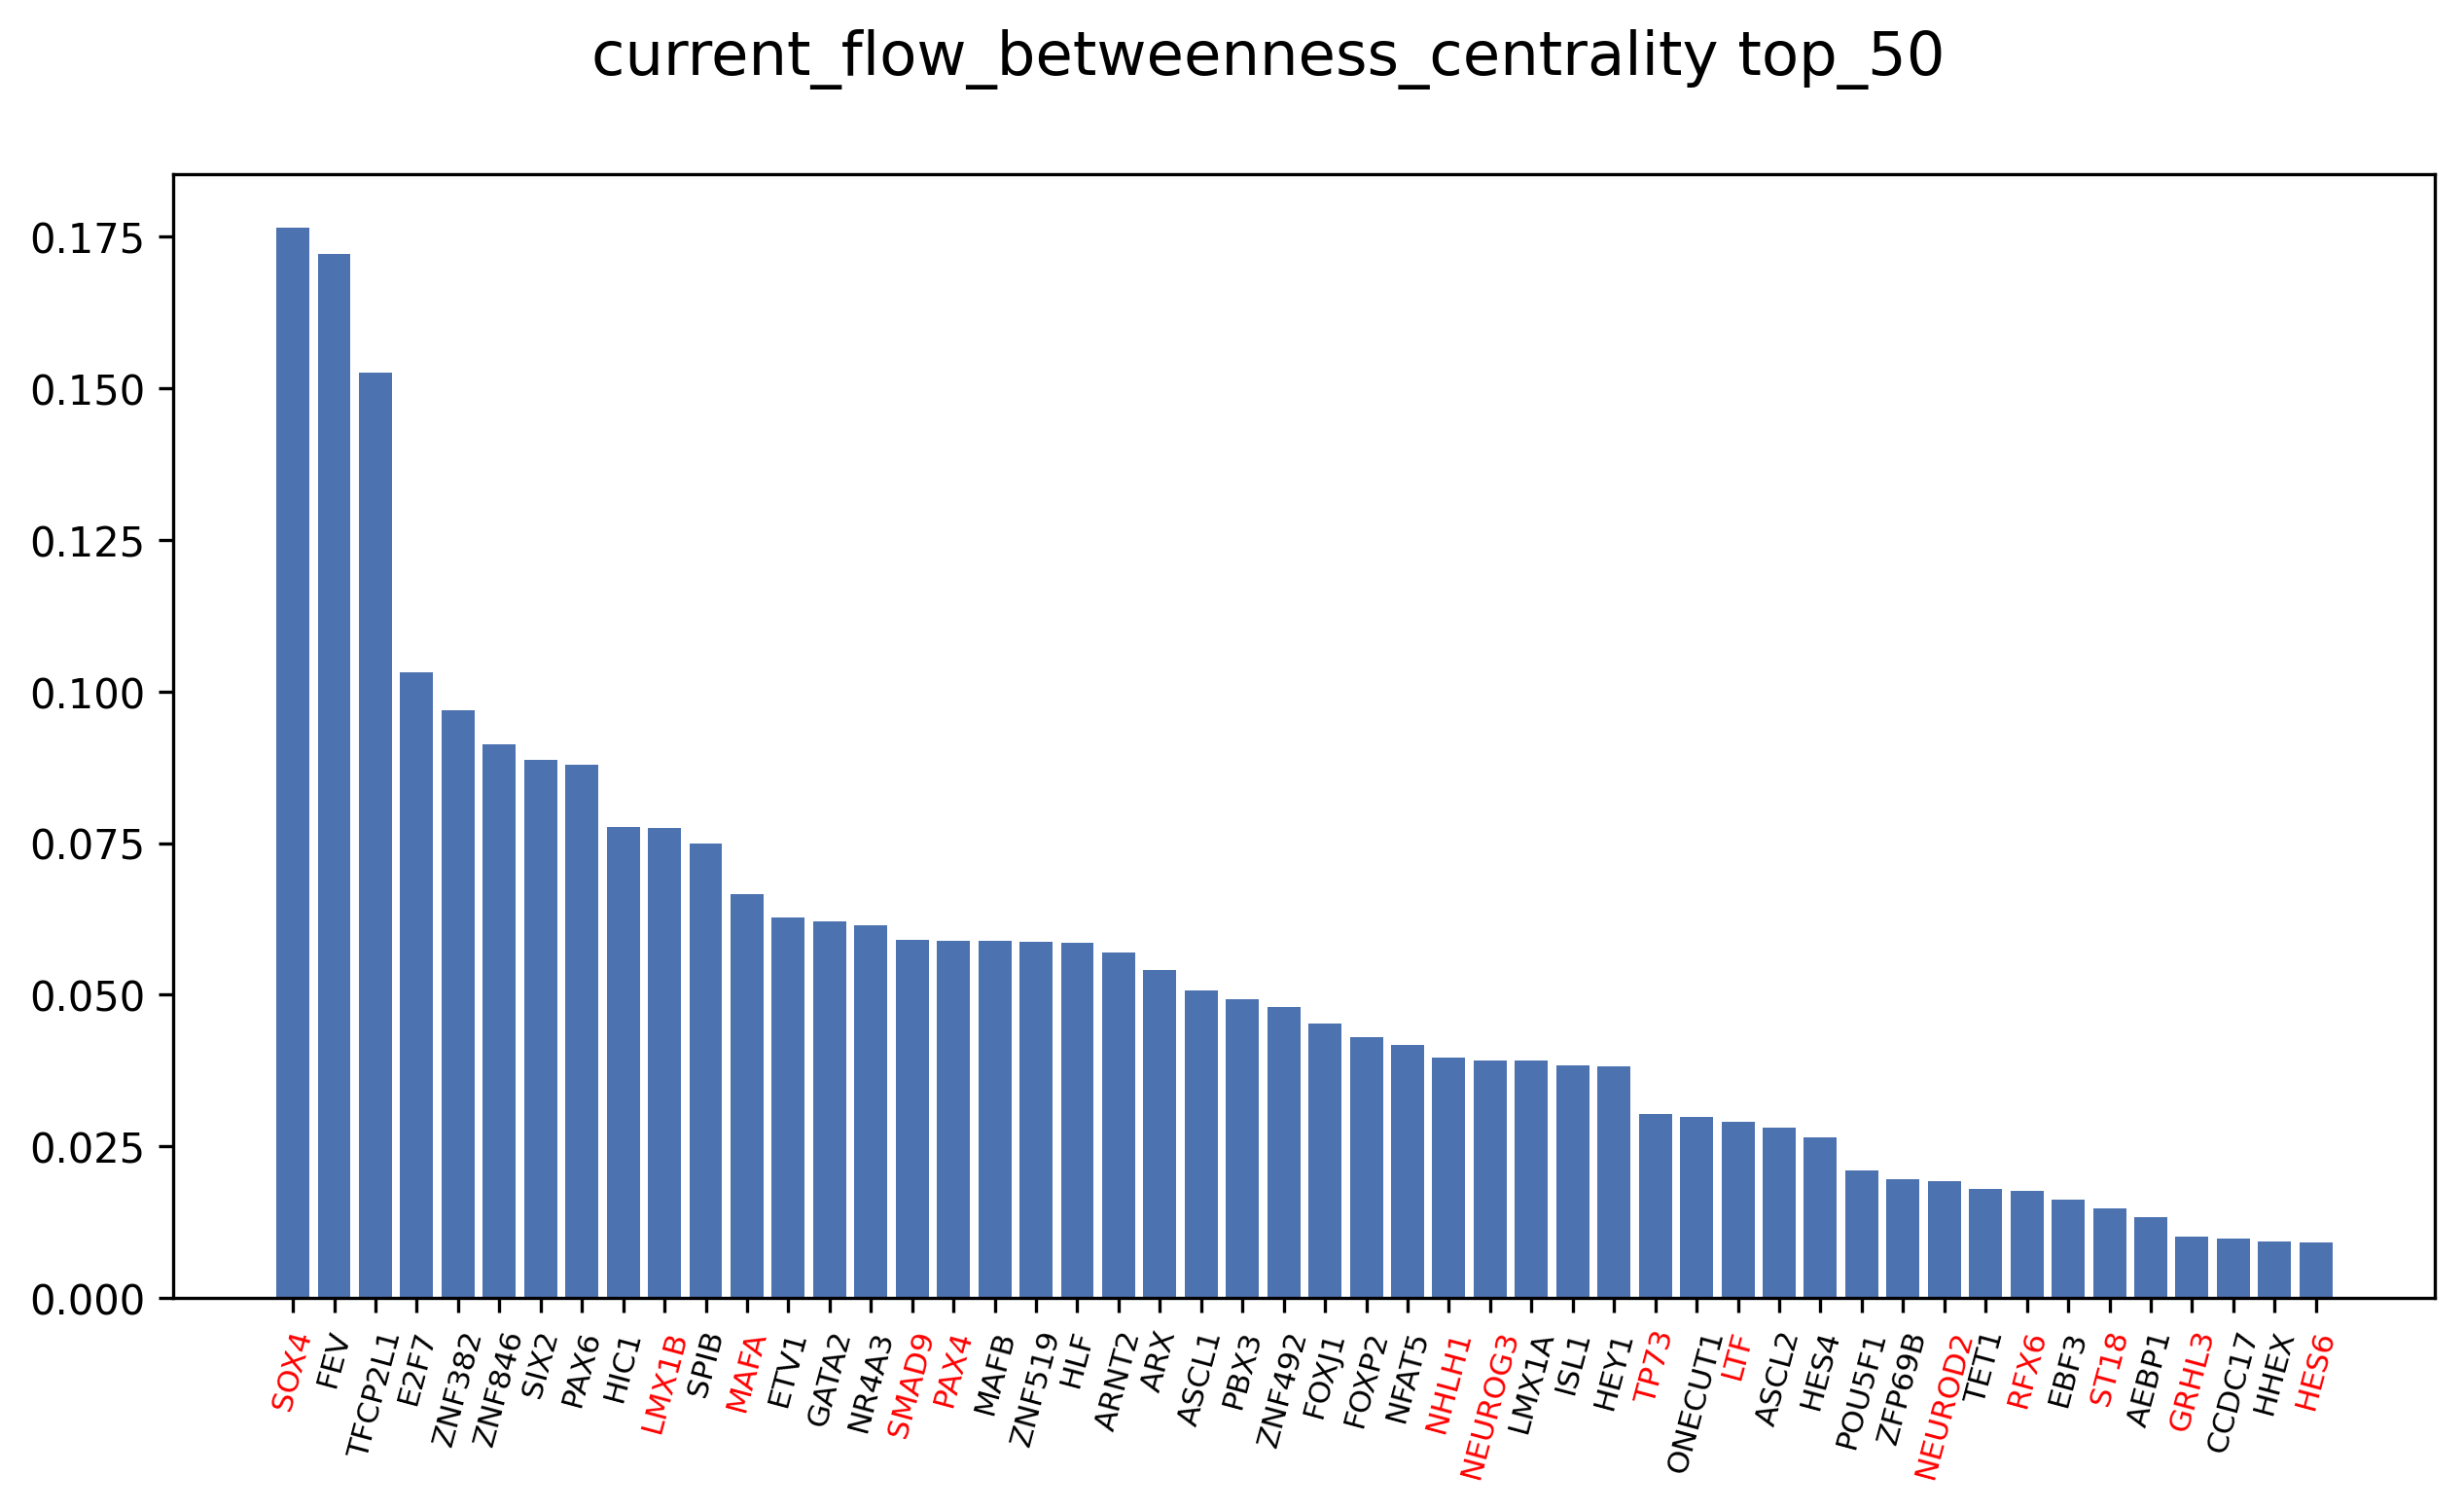 current_flow_betweenness_centrality top_50
0.175
0.150
0.125
0.100
0.075
0.050
0.025
0.000
SOX4
FEV
TFCP2L1
E2F7
ZNF382
ZNF846
SIX2
PAX6
HIC1
LMX1B
SPIB
MAFA
ETV1
GATA2
NR4A3
SMAD9
PAX4
MAFB
ZNF519
HLF
ARNT2
ARX
ASCL1
PBX3
ZNF492
FOXJ1
FOXP2
NFAT5
NHLH1
NEUROG3
LMX1A
ISL1
HEY1
TP73
ONECUT1
LTF
ASCL2
HES4
POU5F1
ZFP69B
NEUROD2
TET1
RFX6
EBF3
ST18
AEBP1
GRHL3
CCDC17
HHEX
HES6